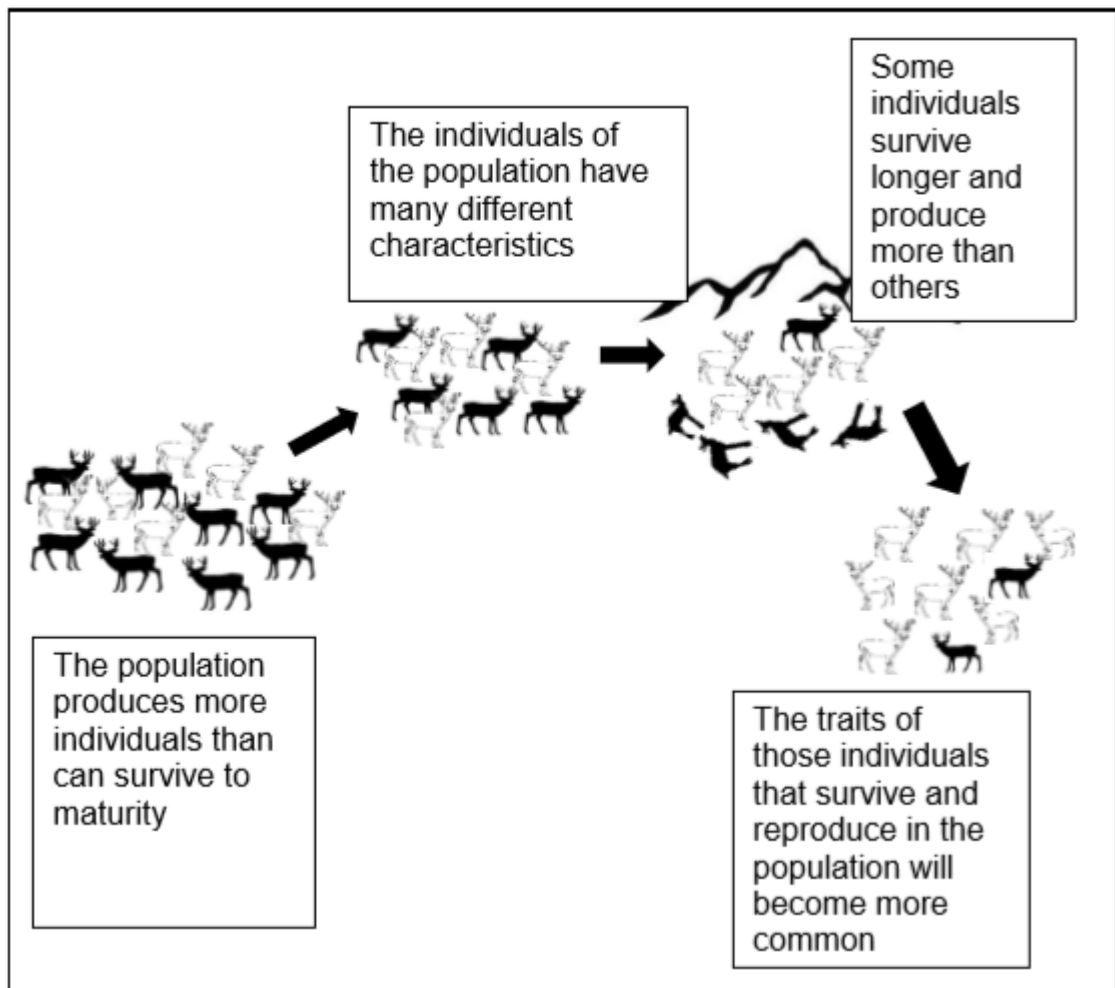 The population
produces more
individuals than
can survive to
maturity
The individuals of
the population have
many different
characteristics
Some
individuals
survive
longer and
produce
more than
others
The traits of
those individuals
that survive and
reproduce in the
population will
become more
common